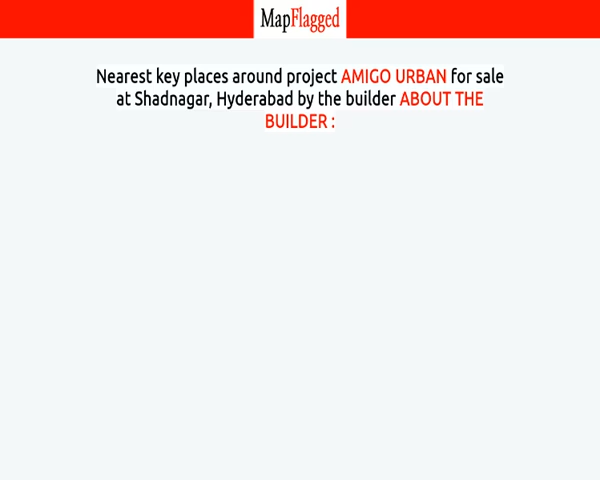 MapFlagged
Nearest key places around project AMIGO URBAN for sale
at Shadnagar, Hyderabad by the builder ABOUT THE
BUILDER :